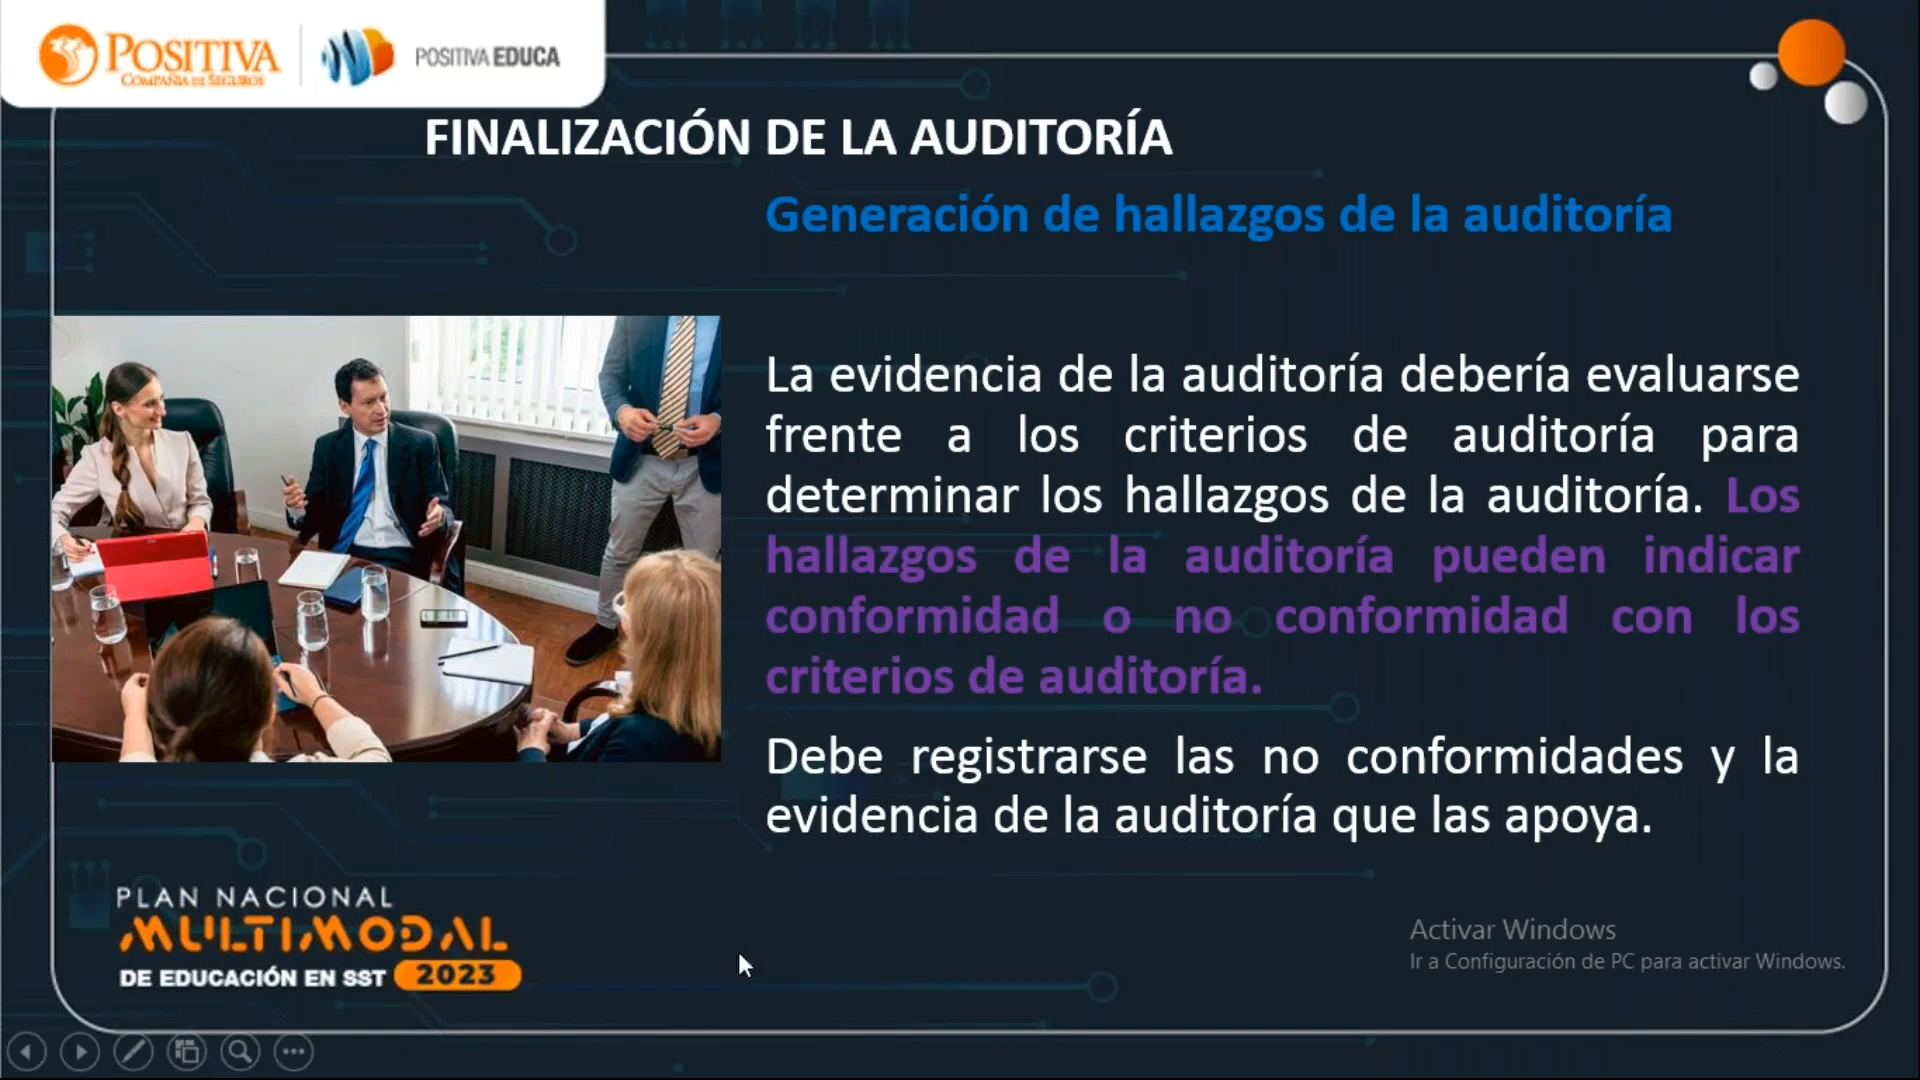 POSITIVA
COMPAÑÍA DE SEGUROS
POSITIVA EDUCA
FINALIZACIÓN DE LA AUDITORÍA
Generación de hallazgos de la auditoría
La evidencia de la auditoría debería evaluarse
frente a los criterios de auditoría para
determinar los hallazgos de la auditoría. Los
hallazgos de la auditoría pueden indicar
conformidad o no conformidad con los
criterios de auditoría.
Debe registrarse las no conformidades y la
evidencia de la auditoría que las apoya.
PLAN NACIONAL
MULTIMODAL
DE EDUCACIÓN EN SST 2023
Activar Windows
Ir a Configuración de PC para activar Windows.